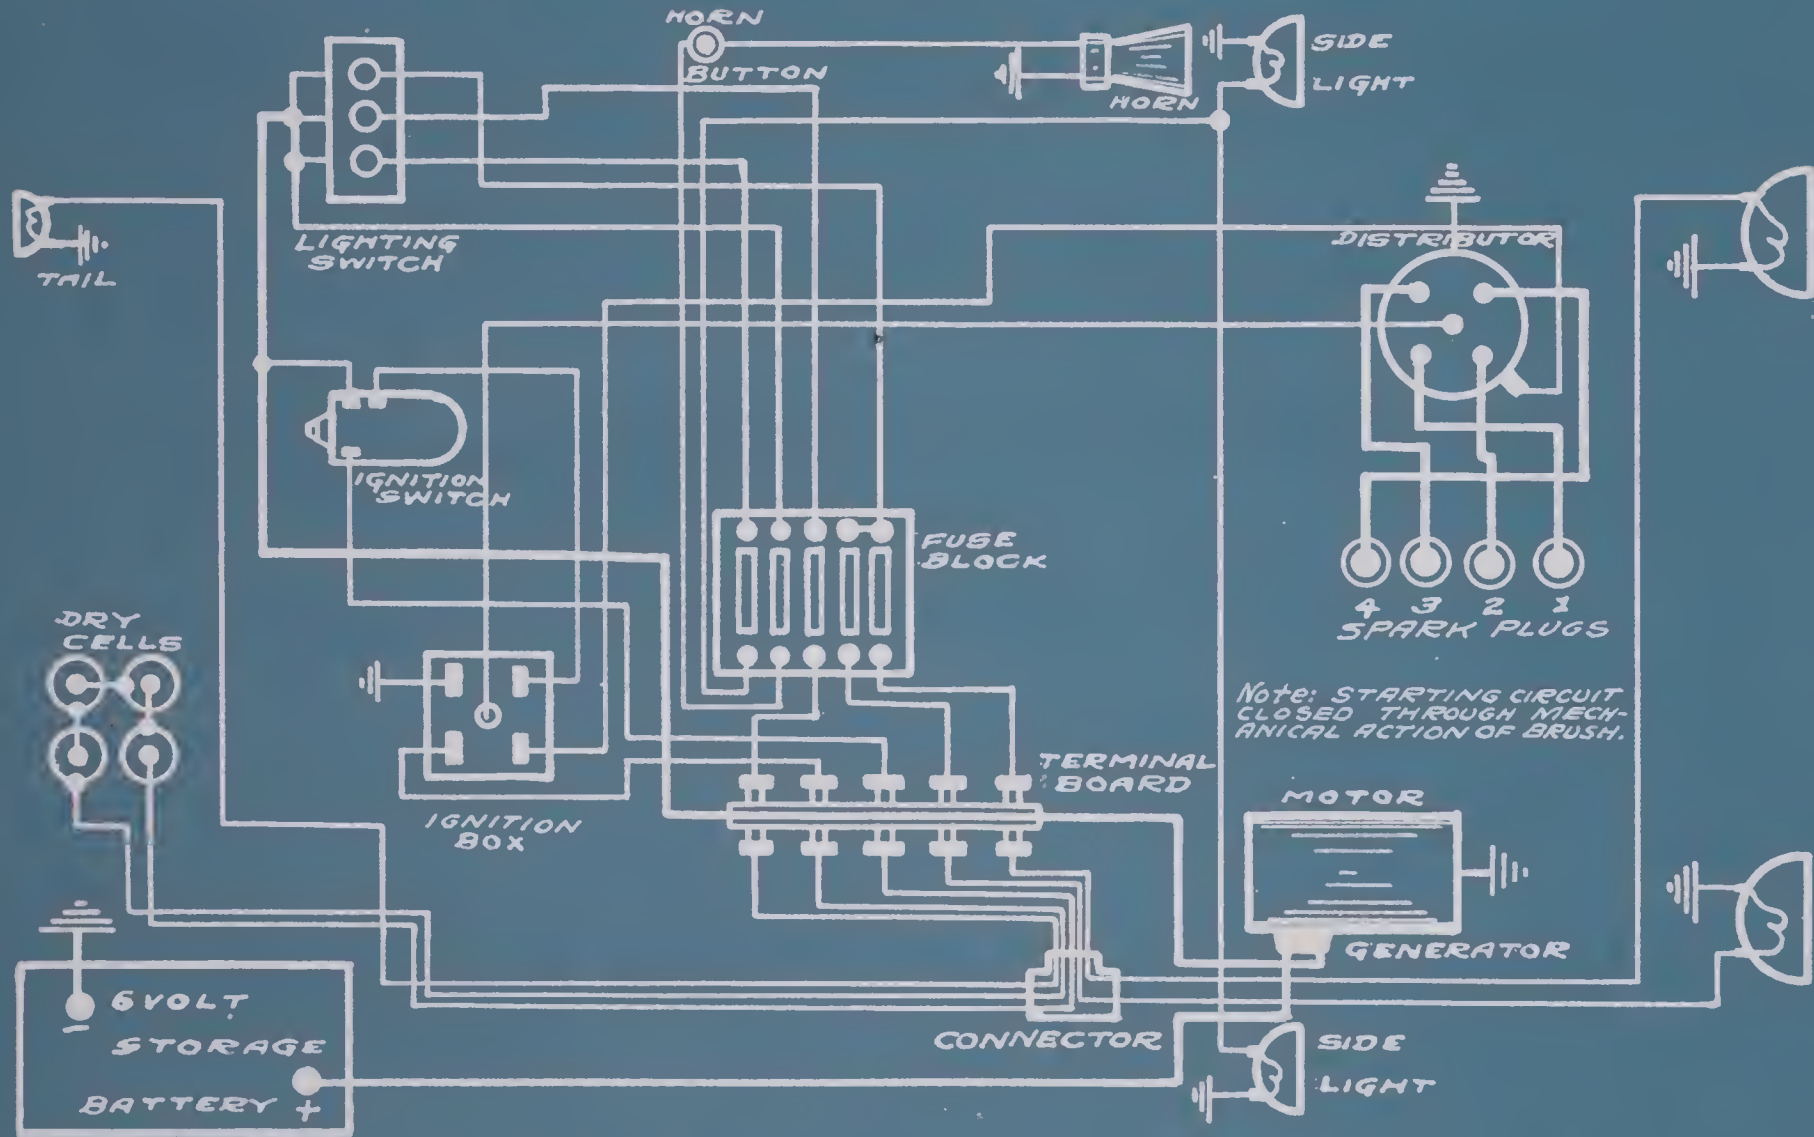 HORN
BUTTON
HORN
SIDE
LIGHT
LIGHTING
SWITCH
TAIL
DISTRIBUTOR
IGNITION
SWITCH
FUSE
BLOCK
4 3 2 1
SPARK PLUGS
DRY
CELLS
NOTE: STARTING CIRCUIT
CLOSED THROUGH MECH-
ANICAL ACTION OF BRUSH.
TERMINAL
BOARD
MOTOR
IGNITION
BOX
GENERATOR
6 VOLT
STORAGE
BATTERY +
−
CONNECTOR
SIDE
LIGHT